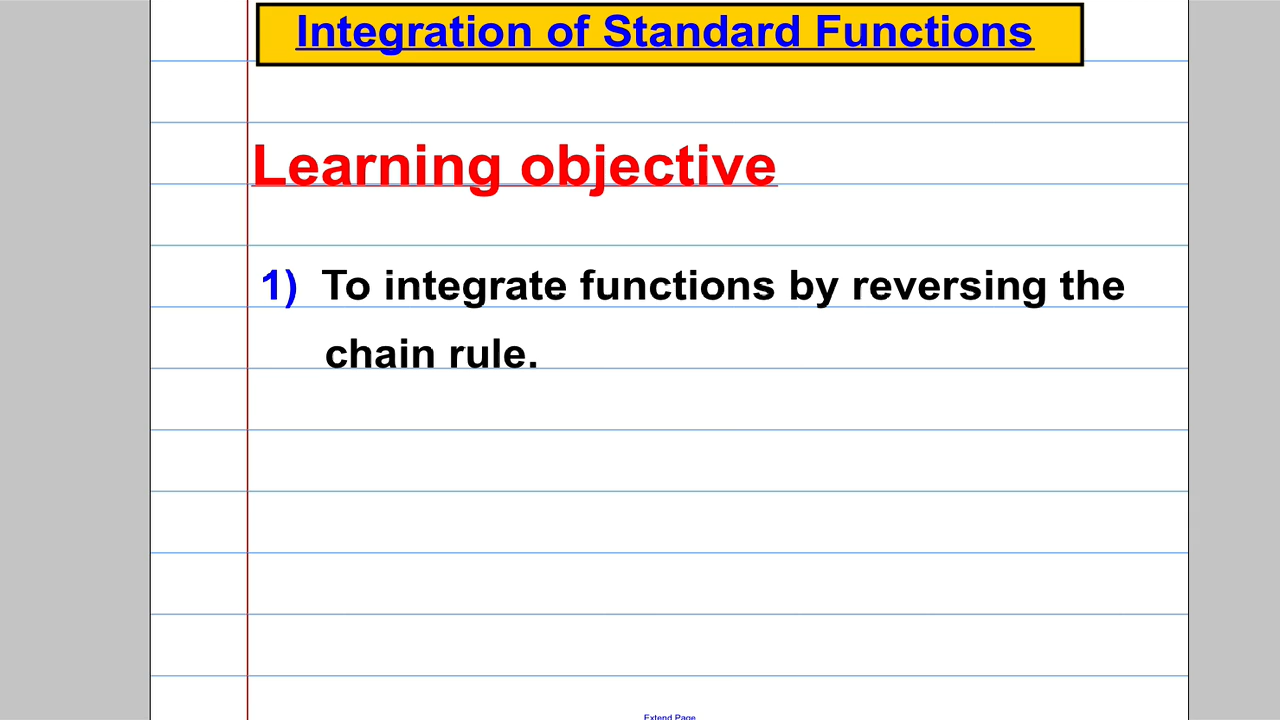 Integration of Standard Functions
Learning objective
1) To integrate functions by reversing the
chain rule.
Extend Page